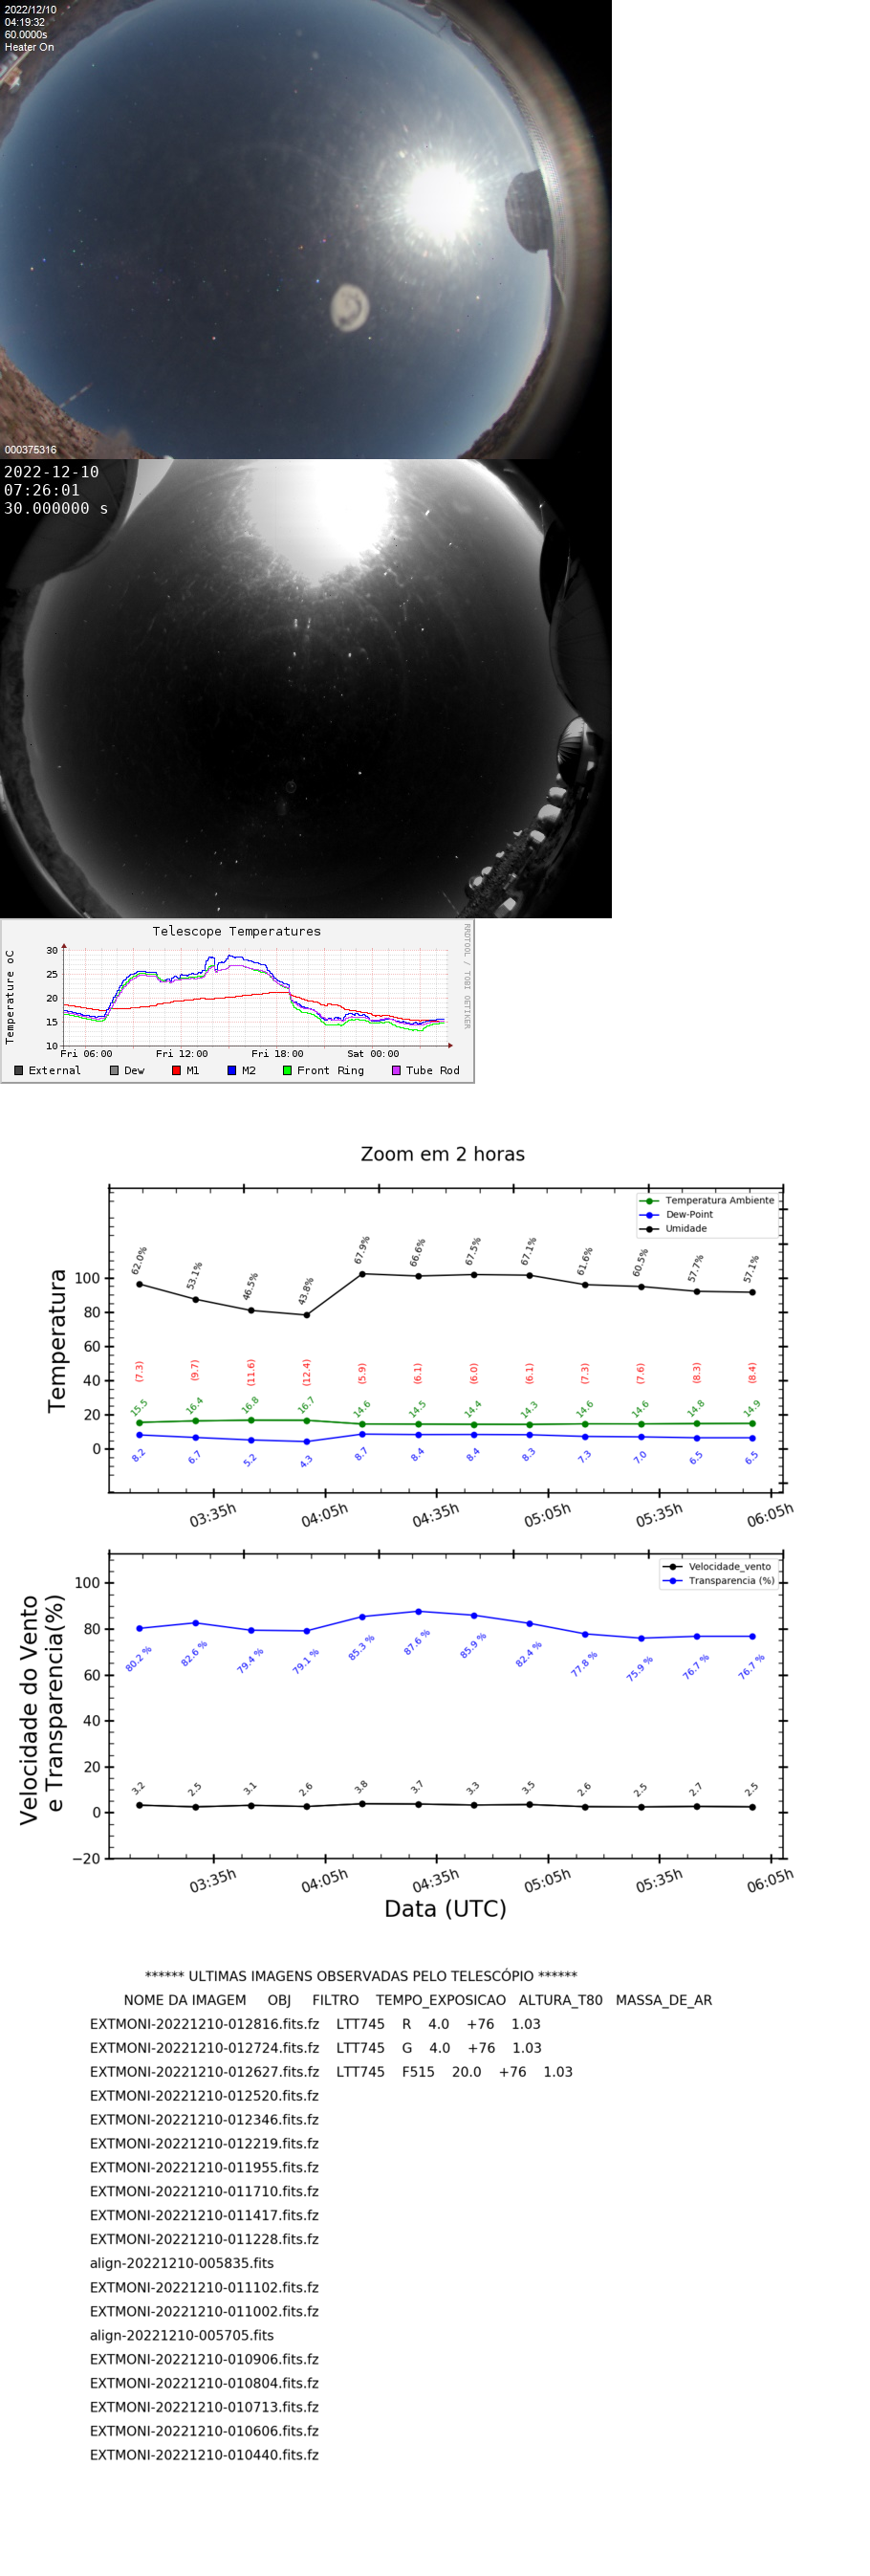 2022/12/10
04:19:32
60.0000s
Heater On
000375316
2022-12-10
07:26:01
30.000000 s
Telescope Temperatures
RRDTOOL / TOBI OETIKER
Temperature oC
30
25
20
15
10
Fri 06:00 Fri 12:00 Fri 18:00 Sat 00:00
External Dew M1 M2 Front Ring Tube Rod
Zoom em 2 horas
Temperatura Ambiente
Dew-Point
Umidade
Temperatura
100
80
60
40
20
0
62.0% 53.1% 46.5% 43.8% 67.9% 66.6% 67.5% 67.1% 61.6% 60.5% 57.7% 57.1%
(7.3) (9.7) (11.6) (12.4) (5.9) (6.1) (6.0) (6.1) (7.3) (7.6) (8.3) (8.4)
15.5 16.4 16.8 16.7 14.6 14.5 14.4 14.3 14.6 14.6 14.8 14.9
8.2 6.7 5.2 4.3 8.7 8.4 8.4 8.3 7.3 7.0 6.5 6.5
03:35h 04:05h 04:35h 05:05h 05:35h 06:05h
Velocidade_vento
Transparencia (%)
Velocidade do Vento
e Transparencia(%)
100
80
60
40
20
0
−20
80.2 % 82.6 % 79.4 % 79.1 % 85.3 % 87.6 % 85.9 % 82.4 % 77.8 % 75.9 % 76.7 % 76.7 %
3.2 2.5 3.1 2.6 3.8 3.7 3.3 3.5 2.6 2.5 2.7 2.5
03:35h 04:05h 04:35h 05:05h 05:35h 06:05h
Data (UTC)
****** ULTIMAS IMAGENS OBSERVADAS PELO TELESCÓPIO ******
NOME DA IMAGEM OBJ FILTRO TEMPO_EXPOSICAO ALTURA_T80 MASSA_DE_AR
EXTMONI-20221210-012816.fits.fz LTT745 R 4.0 +76 1.03
EXTMONI-20221210-012724.fits.fz LTT745 G 4.0 +76 1.03
EXTMONI-20221210-012627.fits.fz LTT745 F515 20.0 +76 1.03
EXTMONI-20221210-012520.fits.fz
EXTMONI-20221210-012346.fits.fz
EXTMONI-20221210-012219.fits.fz
EXTMONI-20221210-011955.fits.fz
EXTMONI-20221210-011710.fits.fz
EXTMONI-20221210-011417.fits.fz
EXTMONI-20221210-011228.fits.fz
align-20221210-005835.fits
EXTMONI-20221210-011102.fits.fz
EXTMONI-20221210-011002.fits.fz
align-20221210-005705.fits
EXTMONI-20221210-010906.fits.fz
EXTMONI-20221210-010804.fits.fz
EXTMONI-20221210-010713.fits.fz
EXTMONI-20221210-010606.fits.fz
EXTMONI-20221210-010440.fits.fz